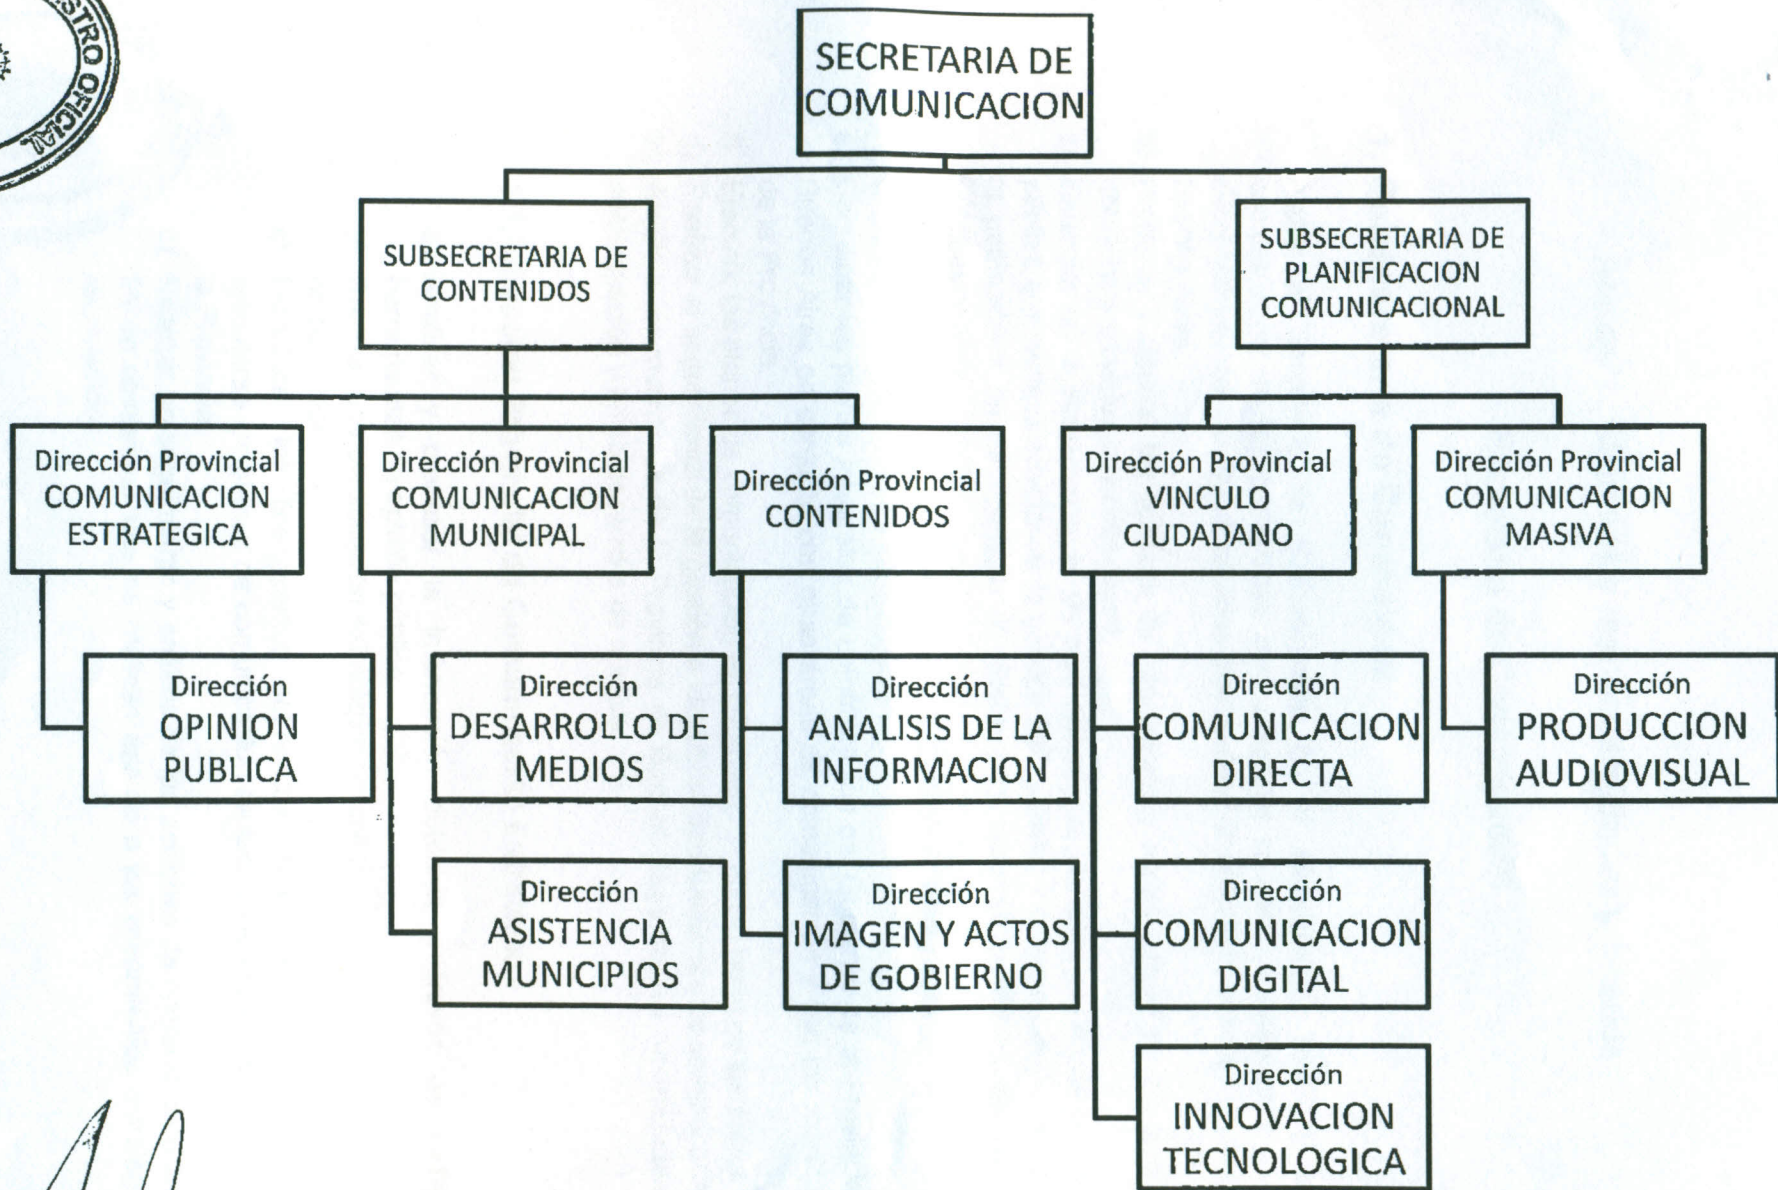 STRO OFICIAL
SECRETARIA DE
COMUNICACION
SUBSECRETARIA DE
CONTENIDOS
SUBSECRETARIA DE
PLANIFICACION
COMUNICACIONAL
Dirección Provincial
COMUNICACION
ESTRATEGICA
Dirección Provincial
COMUNICACION
MUNICIPAL
Dirección Provincial
CONTENIDOS
Dirección Provincial
VINCULO
CIUDADANO
Dirección Provincial
COMUNICACION
MASIVA
Dirección
OPINION
PUBLICA
Dirección
DESARROLLO DE
MEDIOS
Dirección
ANALISIS DE LA
INFORMACION
Dirección
COMUNICACION
DIRECTA
Dirección
PRODUCCION
AUDIOVISUAL
Dirección
ASISTENCIA
MUNICIPIOS
Dirección
IMAGEN Y ACTOS
DE GOBIERNO
Dirección
COMUNICACION
DIGITAL
Dirección
INNOVACION
TECNOLOGICA